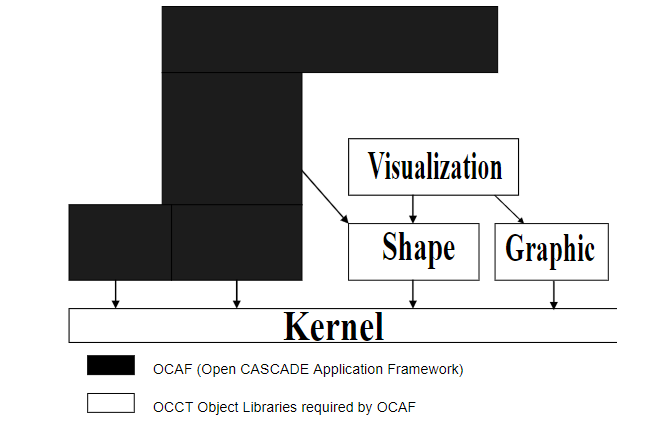 Visualization
Shape
Graphic
Kernel
OCAF (Open CASCADE Application Framework)
OCCT Object Libraries required by OCAF